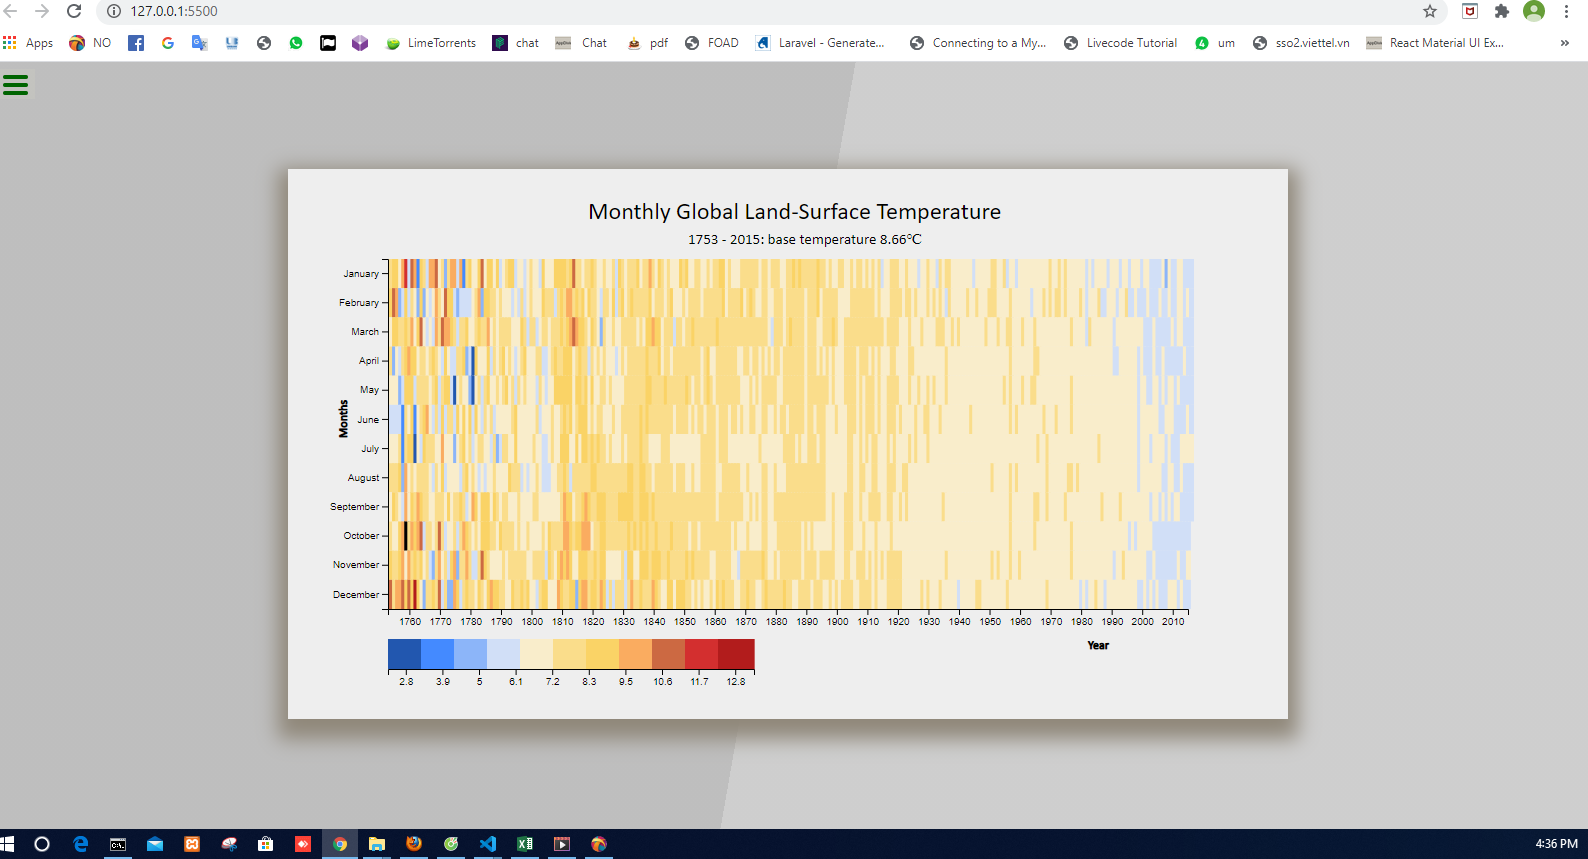 127.0.0.1:5500
Apps NO LimeTorrents chat Chat pdf FOAD Laravel - Generate... Connecting to a My... Livecode Tutorial um sso2.viettel.vn React Material UI Ex... »
Monthly Global Land-Surface Temperature
1753 - 2015: base temperature 8.66℃
January
February
March
April
May
June
July
August
September
October
November
December
Months
1760 1770 1780 1790 1800 1810 1820 1830 1840 1850 1860 1870 1880 1890 1900 1910 1920 1930 1940 1950 1960 1970 1980 1990 2000 2010
Year
2.8 3.9 5 6.1 7.2 8.3 9.5 10.6 11.7 12.8
4:36 PM